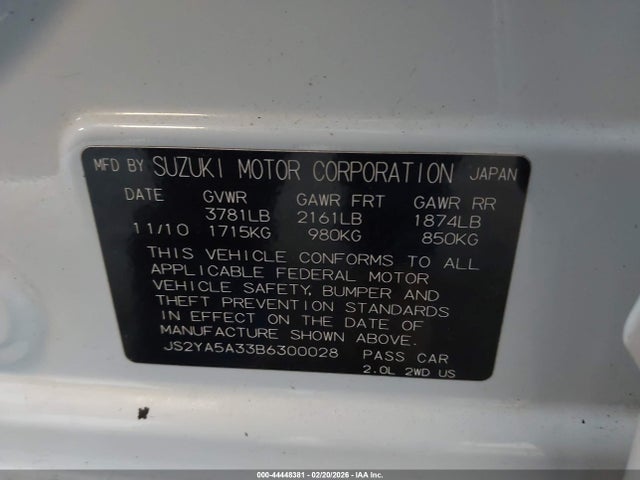 MFD BY SUZUKI MOTOR CORPORATION JAPAN
DATE GVWR GAWR FRT GAWR RR
3781LB 2161LB 1874LB
11/10 1715KG 980KG 850KG
THIS VEHICLE CONFORMS TO ALL
APPLICABLE FEDERAL MOTOR
VEHICLE SAFETY, BUMPER AND
THEFT PREVENTION STANDARDS
IN EFFECT ON THE DATE OF
MANUFACTURE SHOWN ABOVE.
JS2YA5A33B6300028 PASS CAR
2.0L 2WD US
000-44448381 - 02/20/2026 - IAA Inc.